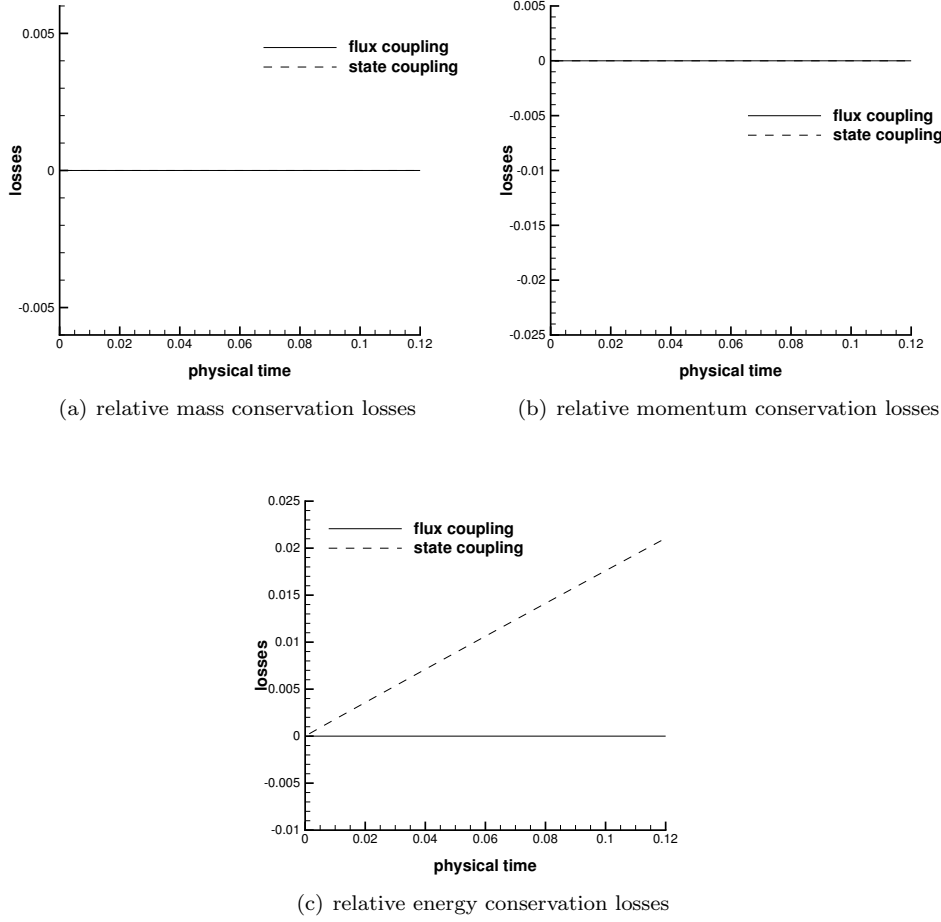 0.005
flux coupling
state coupling
0
-0.005
losses
0 0.02 0.04 0.06 0.08 0.1 0.12
physical time
(a) relative mass conservation losses
0.005
0
-0.005
flux coupling
state coupling
-0.01
-0.015
-0.02
-0.025
losses
0 0.02 0.04 0.06 0.08 0.1 0.12
physical time
(b) relative momentum conservation losses
0.025
flux coupling
state coupling
0.02
0.015
0.01
0.005
0
-0.005
-0.01
losses
0 0.02 0.04 0.06 0.08 0.1 0.12
physical time
(c) relative energy conservation losses